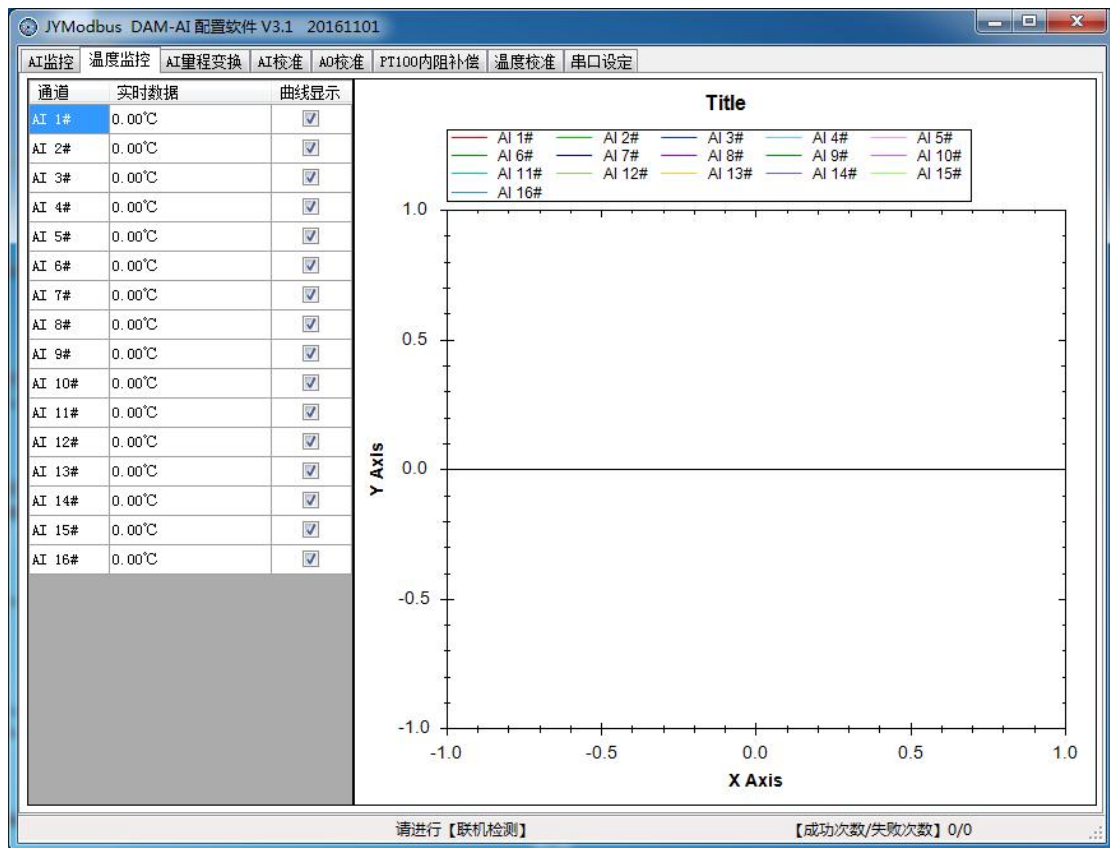 JYModbus DAM-AI 配置软件 V3.1 20161101
AI监控 温度监控 AI量程变换 AI校准 AO校准 PT100内阻补偿 温度校准 串口设定
通道 实时数据 曲线显示
AI 1# 0.00℃
AI 2# 0.00℃
AI 3# 0.00℃
AI 4# 0.00℃
AI 5# 0.00℃
AI 6# 0.00℃
AI 7# 0.00℃
AI 8# 0.00℃
AI 9# 0.00℃
AI 10# 0.00℃
AI 11# 0.00℃
AI 12# 0.00℃
AI 13# 0.00℃
AI 14# 0.00℃
AI 15# 0.00℃
AI 16# 0.00℃
Title
AI 1# AI 2# AI 3# AI 4# AI 5#
AI 6# AI 7# AI 8# AI 9# AI 10#
AI 11# AI 12# AI 13# AI 14# AI 15#
AI 16#
1.0
0.5
0.0
-0.5
-1.0
Y Axis
-1.0 -0.5 0.0 0.5 1.0
X Axis
请进行【联机检测】 【成功次数/失败次数】0/0